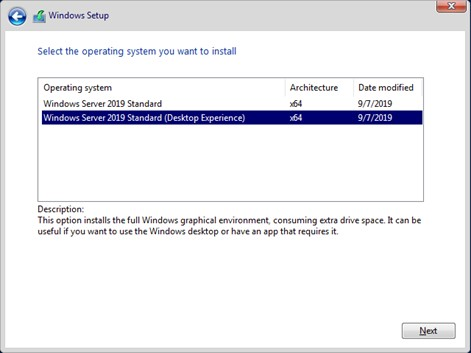 Windows Setup
Select the operating system you want to install
Operating system Architecture Date modified
Windows Server 2019 Standard x64 9/7/2019
Windows Server 2019 Standard (Desktop Experience) x64 9/7/2019
Description:
This option installs the full Windows graphical environment, consuming extra drive space. It can be
useful if you want to use the Windows desktop or have an app that requires it.
Next